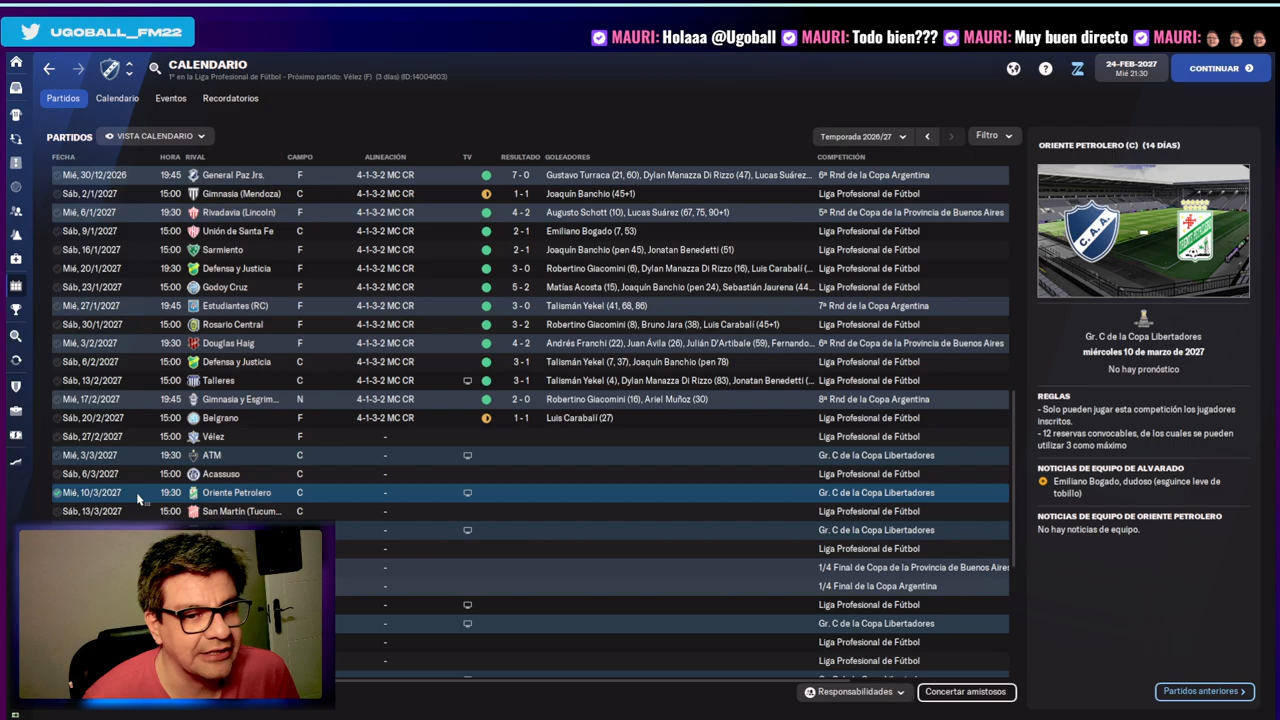 UGOBALL_FM22
MAURI: Holaaa @Ugoball MAURI: Todo bien??? MAURI: Muy buen directo MAURI:
CALENDARIO
1º en la Liga Profesional de Fútbol - Próximo partido: Vélez (F) (3 días) (ID:14004603)
24-FEB-2027
Mié 21:30
CONTINUAR
Partidos Calendario Eventos Recordatorios
PARTIDOS VISTA CALENDARIO Temporada 2026/27 Filtro
FECHA HORA RIVAL CAMPO ALINEACIÓN TV RESULTADO GOLEADORES COMPETICIÓN
Mié, 30/12/2026 19:45 General Paz Jrs. F 4-1-3-2 MC CR 7 - 0 Gustavo Turraca (21, 60), Dylan Manazza Di Rizzo (47), Lucas Suárez... 6ª Rnd de Copa Argentina
Sáb, 2/1/2027 15:00 Gimnasia (Mendoza) C 4-1-3-2 MC CR 1 - 1 Joaquín Banchio (45+1) Liga Profesional de Fútbol
Mié, 6/1/2027 19:30 Rivadavia (Lincoln) F 4-1-3-2 MC CR 4 - 2 Augusto Schott (10), Lucas Suárez (67, 75, 90+1) 5ª Rnd de Copa de la Provincia de Buenos Aires
Sáb, 9/1/2027 15:00 Unión de Santa Fe C 4-1-3-2 MC CR 2 - 1 Emiliano Bogado (7, 53) Liga Profesional de Fútbol
Sáb, 16/1/2027 15:00 Sarmiento C 4-1-3-2 MC CR 2 - 1 Joaquín Banchio (pen 45), Jonatan Benedetti (51) Liga Profesional de Fútbol
Mié, 20/1/2027 19:30 Defensa y Justicia F 4-1-3-2 MC CR 3 - 0 Robertino Giacomini (6), Dylan Manazza Di Rizzo (16), Luis Carabalí (... Liga Profesional de Fútbol
Sáb, 23/1/2027 15:00 Godoy Cruz F 4-1-3-2 MC CR 5 - 2 Matías Acosta (15), Joaquín Banchio (pen 24), Sebastián Jaurena (44... Liga Profesional de Fútbol
Mié, 27/1/2027 19:45 Estudiantes (RC) F 4-1-3-2 MC CR 3 - 0 Talismán Yekel (41, 68, 86) 7ª Rnd de la Copa Argentina
Sáb, 30/1/2027 15:00 Rosario Central F 4-1-3-2 MC CR 3 - 2 Robertino Giacomini (8), Bruno Jara (38), Luis Carabalí (45+1) Liga Profesional de Fútbol
Mié, 3/2/2027 19:30 Douglas Haig F 4-1-3-2 MC CR 4 - 2 Andrés Franchi (22), Juan Ávila (26), Julián D'Artibale (59), Fernando... 6ª Rnd de Copa de la Provincia de Buenos Aires
Sáb, 6/2/2027 15:00 Defensa y Justicia C 4-1-3-2 MC CR 3 - 1 Talismán Yekel (7, 37), Joaquín Banchio (pen 78) Liga Profesional de Fútbol
Sáb, 13/2/2027 15:00 Talleres C 4-1-3-2 MC CR 3 - 1 Talismán Yekel (4), Dylan Manazza Di Rizzo (83), Jonatan Benedetti (... Liga Profesional de Fútbol
Mié, 17/2/2027 19:45 Gimnasia y Esgrim... N 4-1-3-2 MC CR 2 - 0 Robertino Giacomini (16), Ariel Muñoz (30) 8ª Rnd de la Copa Argentina
Sáb, 20/2/2027 15:00 Belgrano F 4-1-3-2 MC CR 1 - 1 Luis Carabalí (27) Liga Profesional de Fútbol
Sáb, 27/2/2027 15:00 Vélez F - Liga Profesional de Fútbol
Mié, 3/3/2027 19:30 ATM C - Gr. C de la Copa Libertadores
Sáb, 6/3/2027 15:00 Acassuso C - Liga Profesional de Fútbol
Mié, 10/3/2027 19:30 Oriente Petrolero C - Gr. C de la Copa Libertadores
Sáb, 13/3/2027 15:00 San Martín (Tucum... C - Liga Profesional de Fútbol
- Gr. C de la Copa Libertadores
- Liga Profesional de Fútbol
- 1/4 Final de Copa de la Provincia de Buenos Aires
- 1/4 Final de la Copa Argentina
- Liga Profesional de Fútbol
- Gr. C de la Copa Libertadores
- Liga Profesional de Fútbol
- Liga Profesional de Fútbol
Responsabilidades Concertar amistosos
ORIENTE PETROLERO (C) (14 DÍAS)
C.A.A.
Gr. C de la Copa Libertadores
miércoles 10 de marzo de 2027
No hay pronóstico
REGLAS
- Solo pueden jugar esta competición los jugadores
inscritos.
- 12 reservas convocables, de los cuales se pueden
utilizar 3 como máximo
NOTICIAS DE EQUIPO DE ALVARADO
Emiliano Bogado, dudoso (esguince leve de
tobillo)
NOTICIAS DE EQUIPO DE ORIENTE PETROLERO
No hay noticias de equipo.
Partidos anteriores